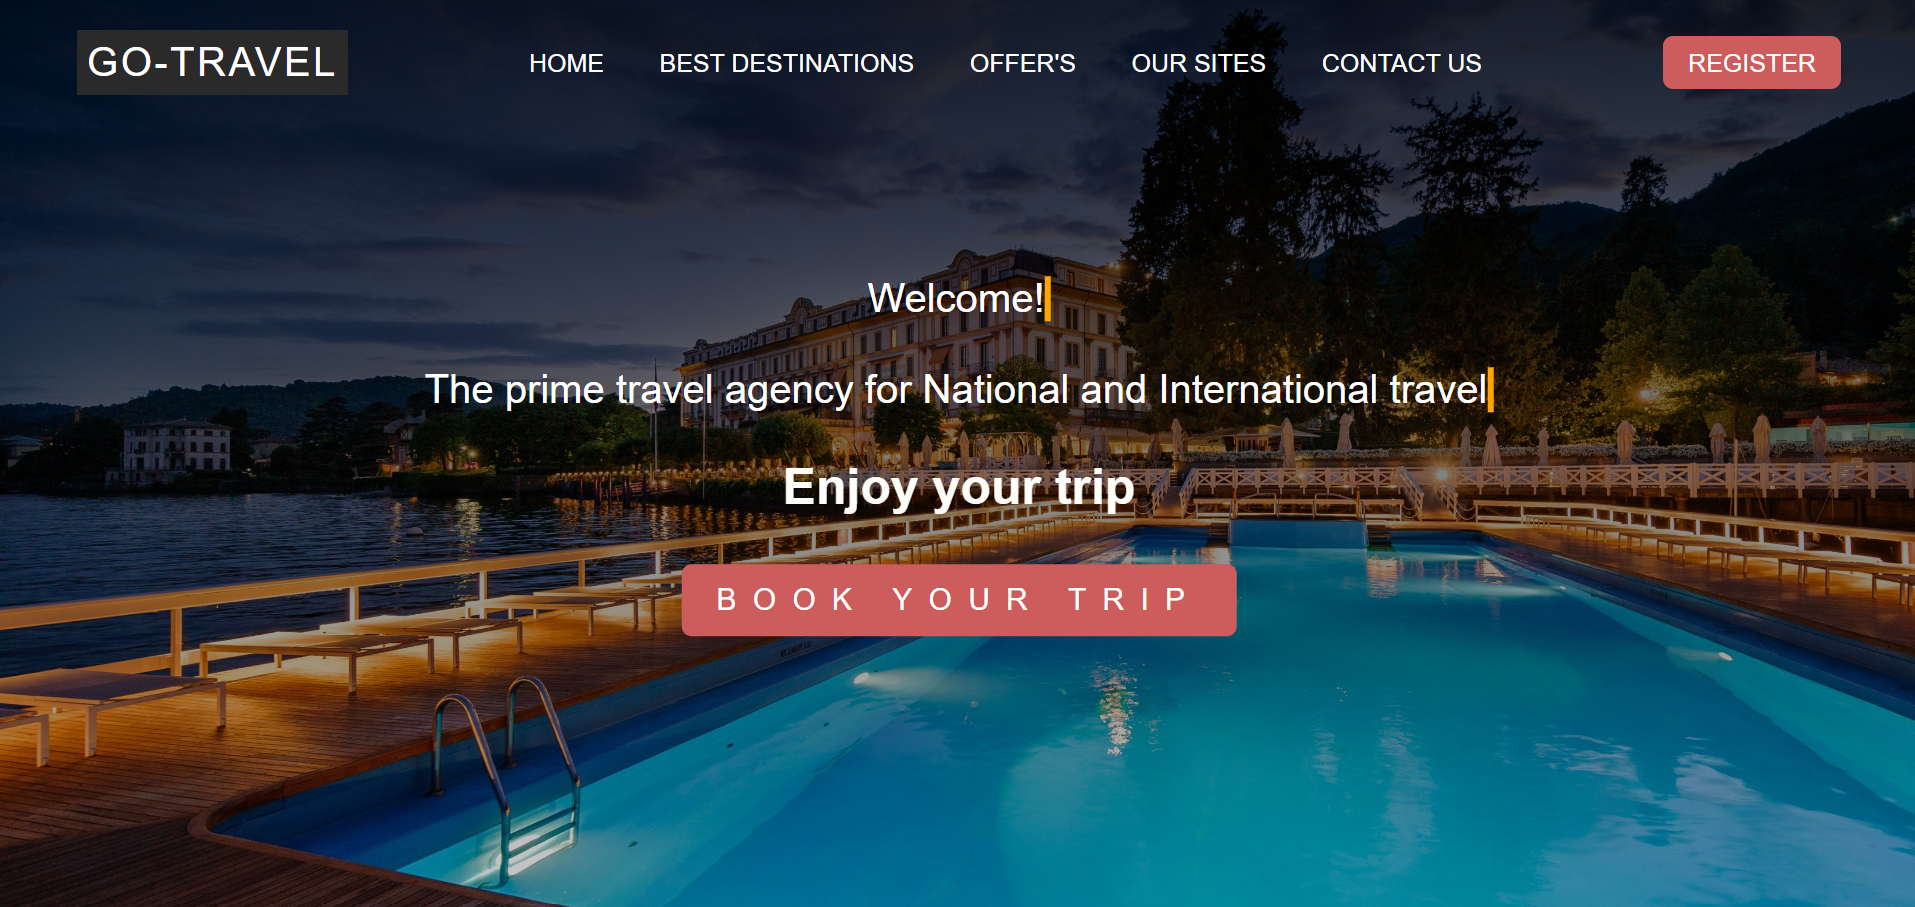 GO-TRAVEL
HOME BEST DESTINATIONS OFFER'S OUR SITES CONTACT US
REGISTER
Welcome!
The prime travel agency for National and International travel
Enjoy your trip
BOOK YOUR TRIP